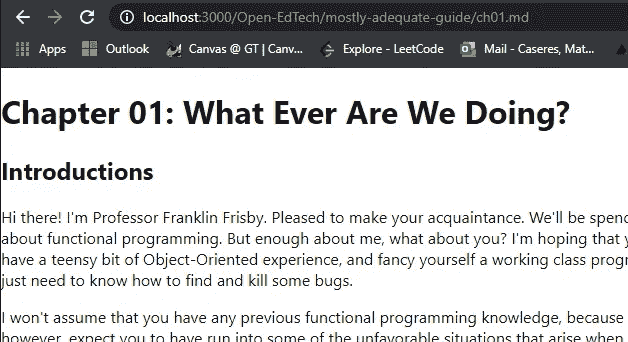 localhost:3000/Open-EdTech/mostly-adequate-guide/ch01.md
Apps Outlook Canvas @ GT | Canv... Explore - LeetCode Mail - Caseres, Mat...
Chapter 01: What Ever Are We Doing?
Introductions
Hi there! I'm Professor Franklin Frisby. Pleased to make your acquaintance. We'll be spend
about functional programming. But enough about me, what about you? I'm hoping that y
have a teensy bit of Object-Oriented experience, and fancy yourself a working class progr
just need to know how to find and kill some bugs.
I won't assume that you have any previous functional programming knowledge, because
however, expect you to have run into some of the unfavorable situations that arise when